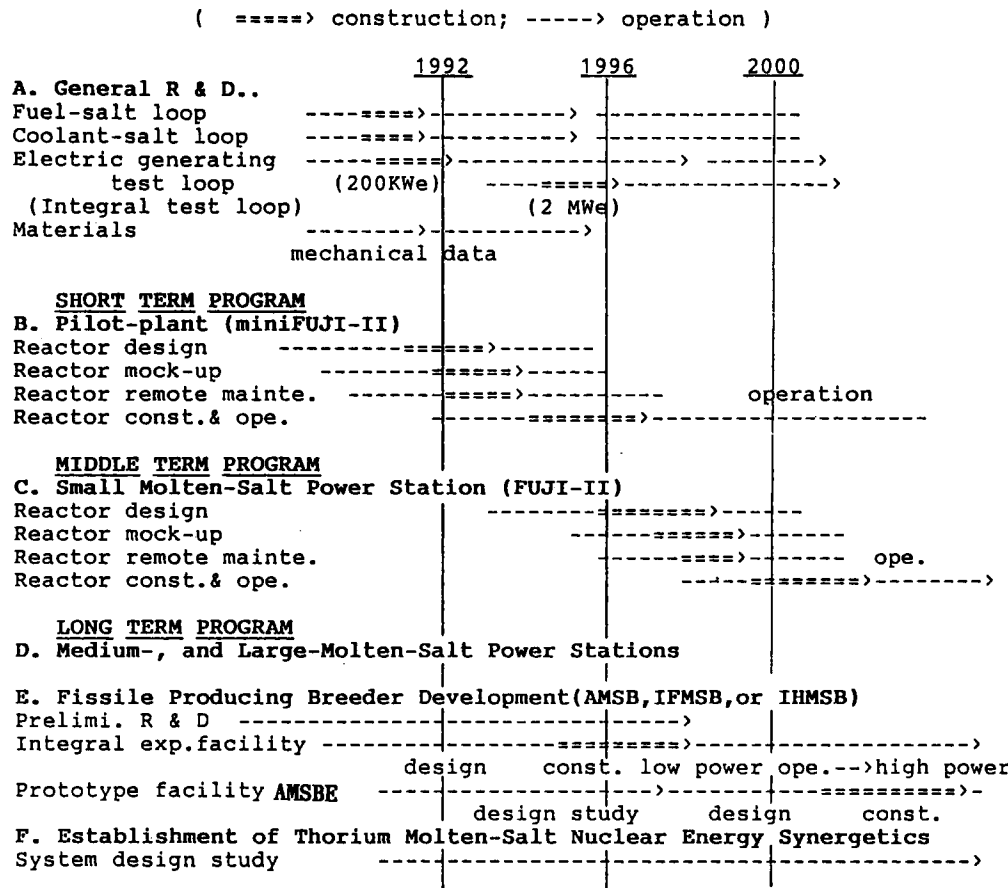 ( =====> construction; -----> operation )
1992 1996 2000
A. General R & D..
Fuel-salt loop -----====>-----------> ----------------
Coolant-salt loop -----====>-----------> ----------------
Electric generating ------=====>------------------> ---------->
test loop (200KWe) ------=====>------------------>
(Integral test loop) (2 MWe)
Materials ---------->------------>
mechanical data
SHORT TERM PROGRAM
B. Pilot-plant (miniFUJI-II)
Reactor design ----------======>--------
Reactor mock-up ---------======>-------
Reactor remote mainte. --------=====>------------ operation
Reactor const.& ope. ---------========>----------------------
MIDDLE TERM PROGRAM
C. Small Molten-Salt Power Station (FUJI-II)
Reactor design ----------========>-------
Reactor mock-up -------======>--------
Reactor remote mainte. -----======>-------- ope.
Reactor const.& ope. ------=========>---------->
LONG TERM PROGRAM
D. Medium-, and Large-Molten-Salt Power Stations
E. Fissile Producing Breeder Development(AMSB,IFMSB,or IHMSB)
Prelimi. R & D --------------------------------->
Integral exp.facility -----------------========>----------------------->
design const. low power ope.-->high power
Prototype facility AMSBE --------------------->------------==========>-
design study design const.
F. Establishment of Thorium Molten-Salt Nuclear Energy Synergetics
System design study ---------------------------------------------->